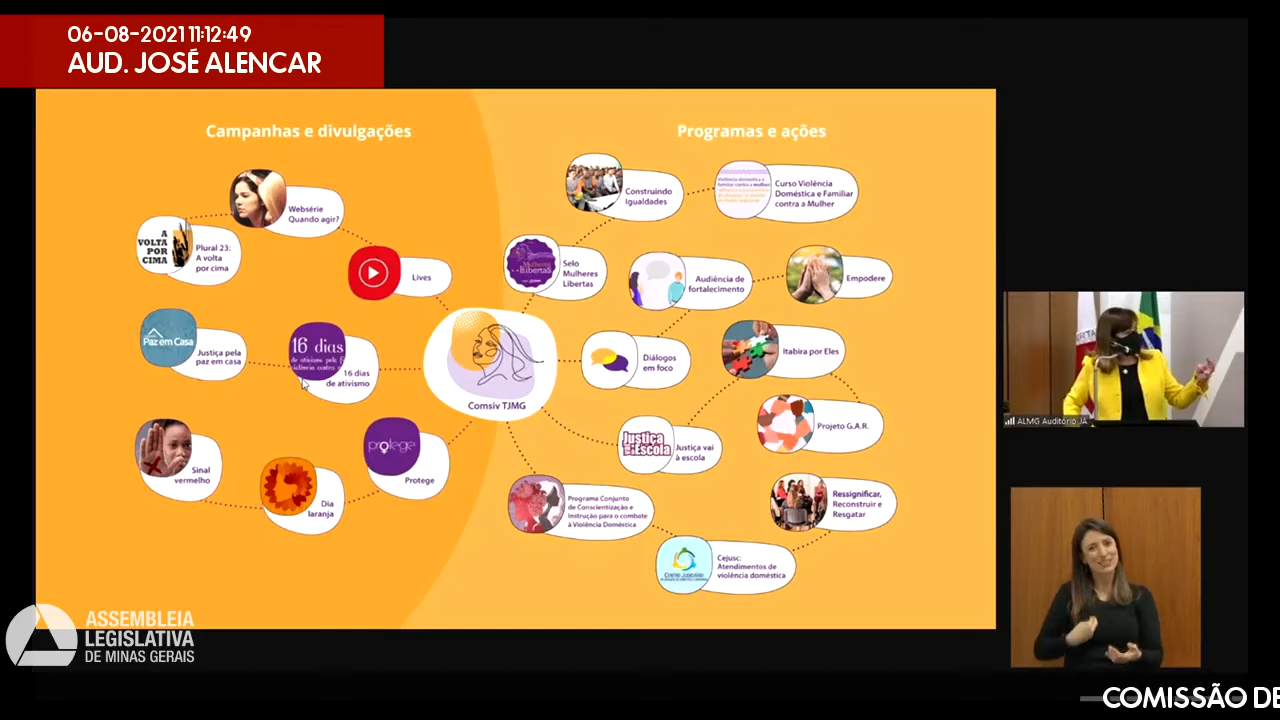 06-08-2021 11:12:49
AUD. JOSÉ ALENCAR
Campanhas e divulgações
Programas e ações
Websérie
Quando agir?
A
VOLTA
POR
CIMA
Plural 23:
A volta
por cima
Lives
Paz em Casa
Justiça pela
paz em casa
16 dias
16 dias
de ativismo
Comsiv TJMG
Sinal
vermelho
Dia
laranja
protege
Protege
Construindo
Igualdades
Curso Violência
Doméstica e Familiar
contra a Mulher
Mulheres
Libertas
Selo
Mulheres
Libertas
Audiência de
fortalecimento
Empodere
Diálogos
em foco
Itabira por Eles
Justiça
Escola
Justiça vai
à escola
Projeto G.A.R.
Programa Conjunto
de Conscientização e
Instrução para o combate
à Violência Doméstica
Ressignificar,
Reconstruir e
Resgatar
Cejusc:
Atendimentos de
violência doméstica
ALMG Auditório JA
ASSEMBLEIA
LEGISLATIVA
DE MINAS GERAIS
COMISSÃO DE